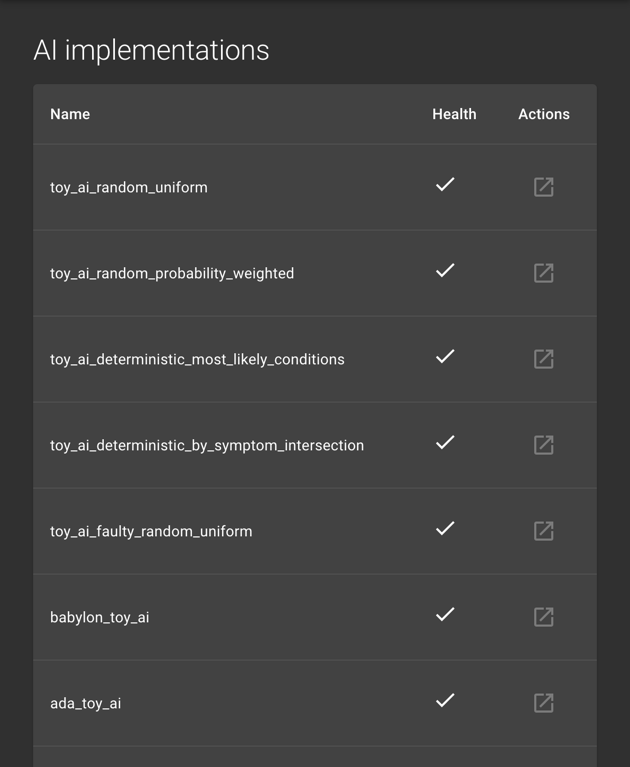 AI implementations
Name Health Actions
toy_ai_random_uniform
toy_ai_random_probability_weighted
toy_ai_deterministic_most_likely_conditions
toy_ai_deterministic_by_symptom_intersection
toy_ai_faulty_random_uniform
babylon_toy_ai
ada_toy_ai